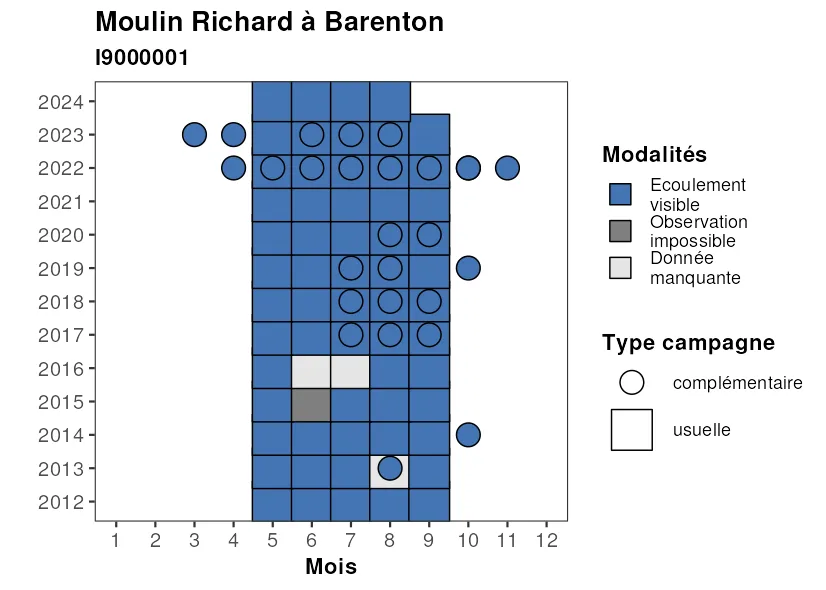 Moulin Richard à Barenton
I9000001
2024
2023
2022
2021
2020
2019
2018
2017
2016
2015
2014
2013
2012
1 2 3 4 5 6 7 8 9 10 11 12
Mois
Modalités
Ecoulement
visible
Observation
impossible
Donnée
manquante
Type campagne
complémentaire
usuelle